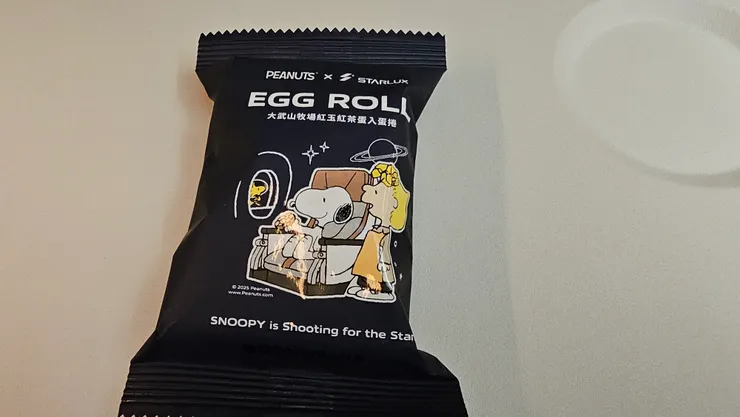 PEANUTS × STARLUX
EGG ROLL
大武山牧場紅玉紅茶蛋入蛋捲
© 2025 Peanuts
www.Peanuts.com
SNOOPY is Shooting for the Star